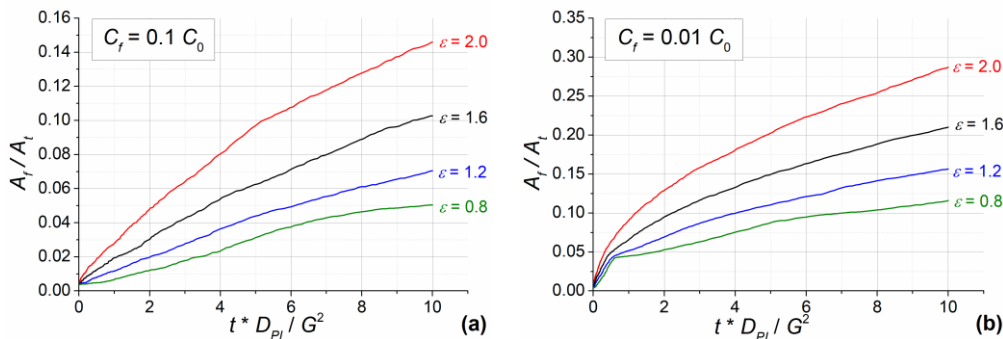 C_f = 0.1 C_0
A_f / A_t
0.16
0.14
0.12
0.10
0.08
0.06
0.04
0.02
0.00
ε = 2.0
ε = 1.6
ε = 1.2
ε = 0.8
0 2 4 6 8 10
t * D_PI / G²
(a)
C_f = 0.01 C_0
A_f / A_t
0.35
0.30
0.25
0.20
0.15
0.10
0.05
0.00
ε = 2.0
ε = 1.6
ε = 1.2
ε = 0.8
0 2 4 6 8 10
t * D_PI / G²
(b)